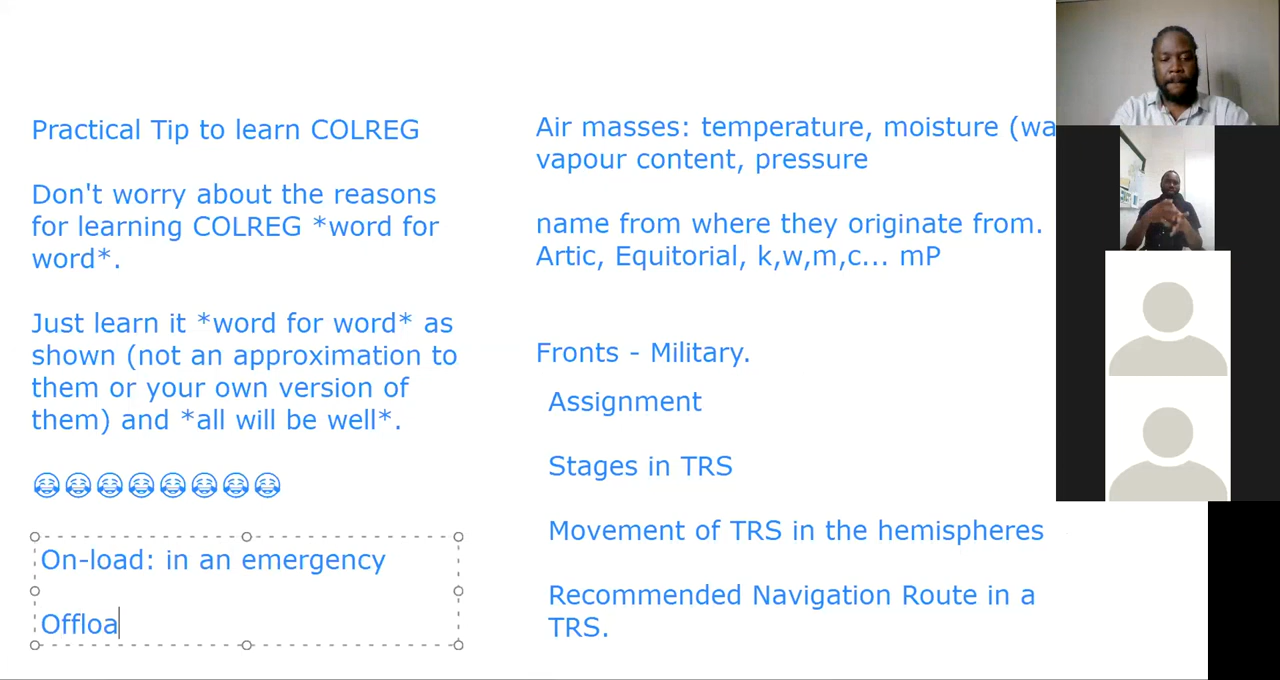 Practical Tip to learn COLREG
Don't worry about the reasons
for learning COLREG *word for
word*.
Just learn it *word for word* as
shown (not an approximation to
them or your own version of
them) and *all will be well*.
😂😂😂😂😂😂😂😂
On-load: in an emergency
Offloa
Air masses: temperature, moisture (wa
vapour content, pressure
name from where they originate from.
Artic, Equitorial, k,w,m,c... mP
Fronts - Military.
Assignment
Stages in TRS
Movement of TRS in the hemispheres
Recommended Navigation Route in a
TRS.